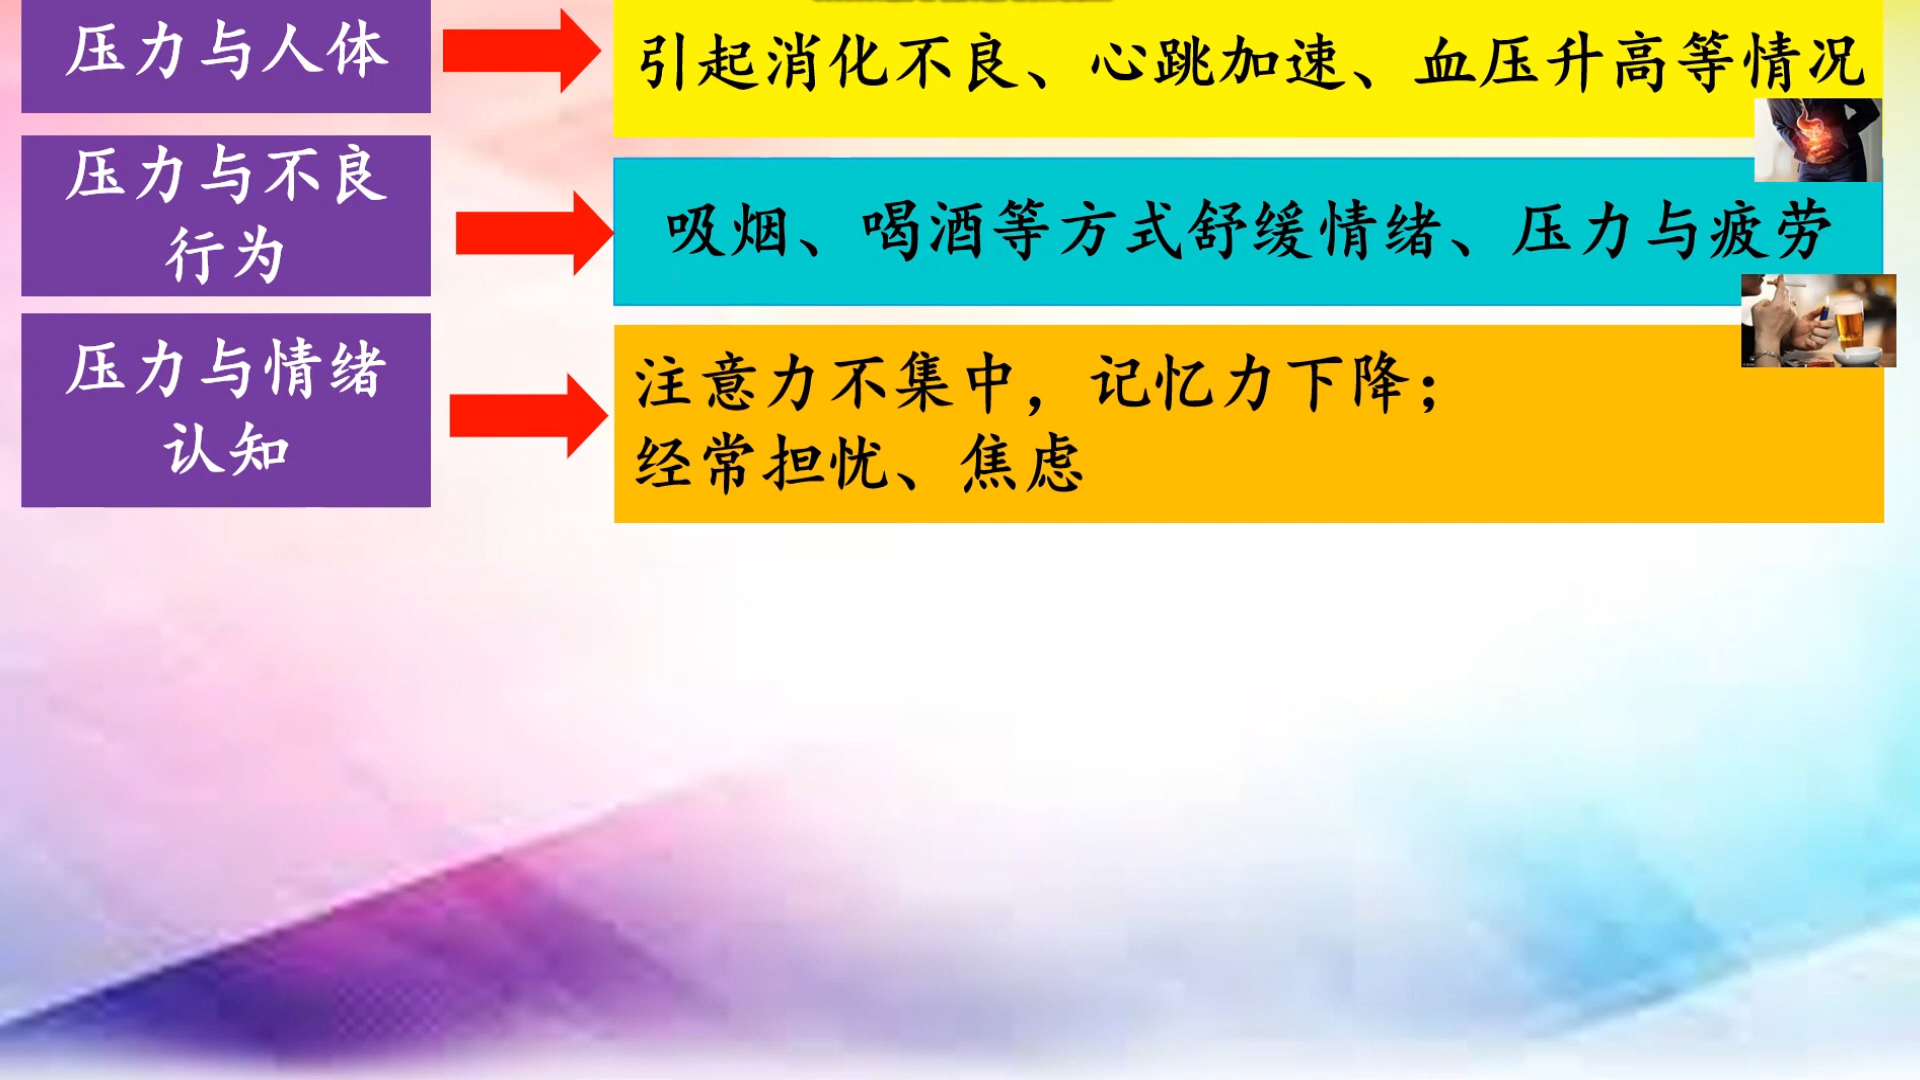 压力与人体
引起消化不良、心跳加速、血压升高等情况
压力与不良
行为
吸烟、喝酒等方式舒缓情绪、压力与疲劳
压力与情绪
认知
注意力不集中，记忆力下降；
经常担忧、焦虑